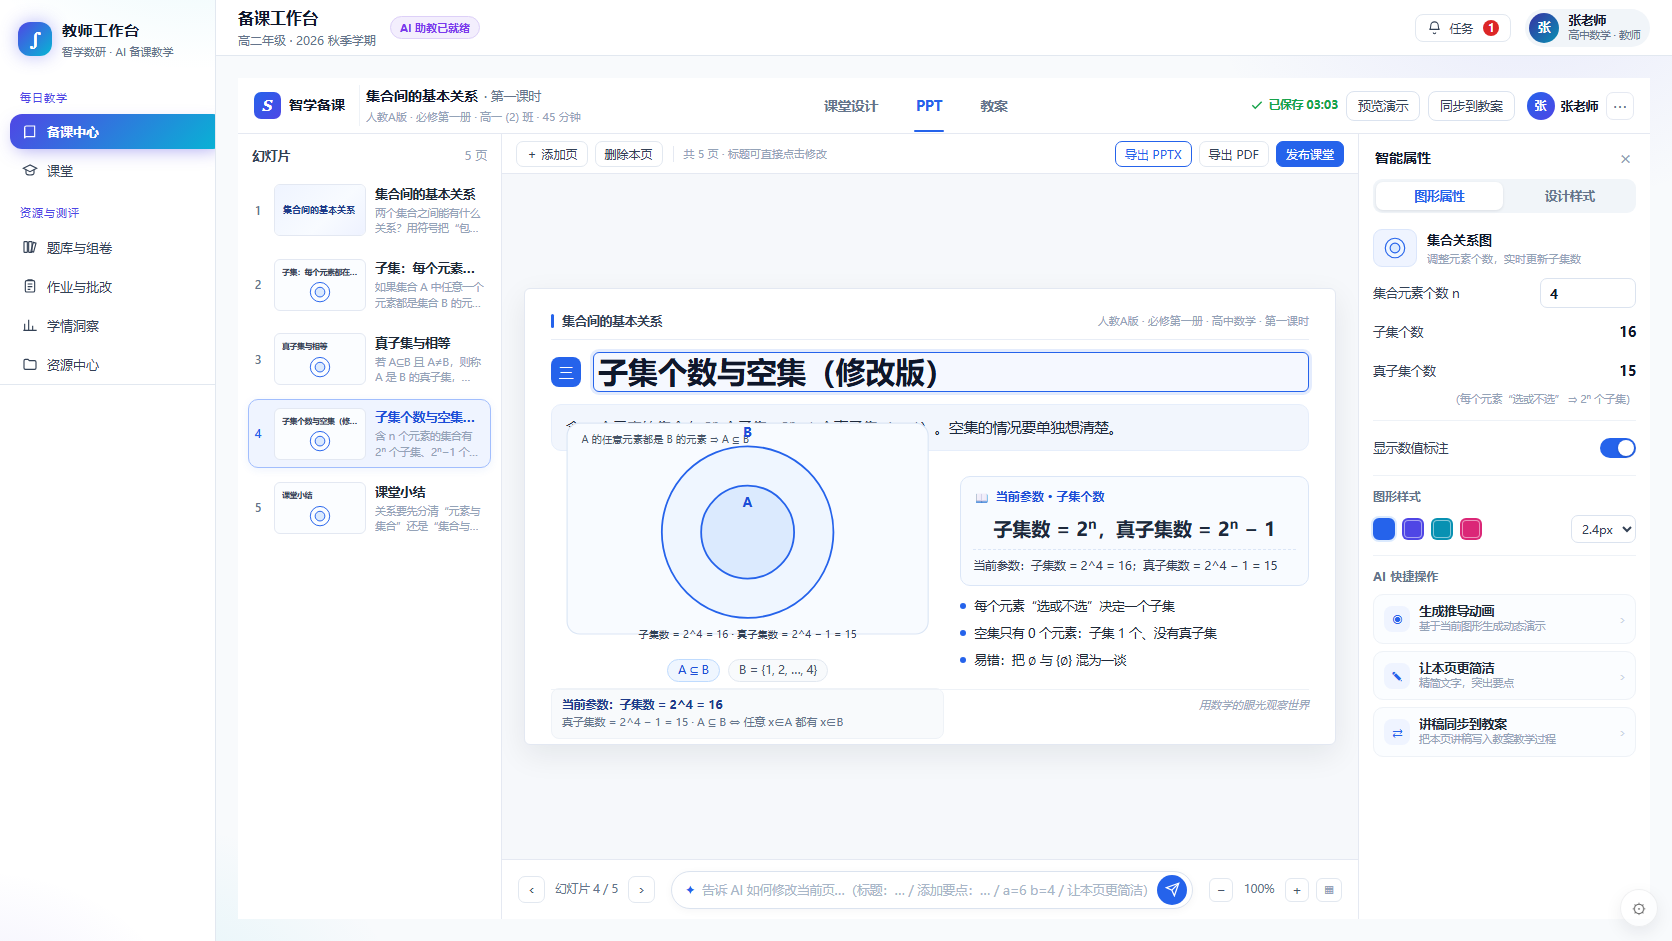 教师工作台
智学数研 · AI 备课教学
每日教学
备课中心
课堂
资源与测评
题库与组卷
作业与批改
学情洞察
资源中心
备课工作台
高二年级 · 2026 秋季学期
AI 助教已就绪
任务 1
张
张老师
高中数学 · 教师
S 智学备课
集合间的基本关系 · 第一课时
人教A版 · 必修第一册 · 高一 (2) 班 · 45 分钟
课堂设计
PPT
教案
已保存 03:03
预览演示
同步到教案
张 张老师
幻灯片 5 页
1
集合间的基本关系
集合间的基本关系
两个集合之间能有什么
关系？用符号把“包...
2
子集：每个元素都在...
子集：每个元素...
如果集合 A 中任意一个
元素都是集合 B 的元...
3
真子集与相等
真子集与相等
若 A⊆B 且 A≠B，则称
A 是 B 的真子集，...
4
子集个数与空集（修...
子集个数与空集...
含 n 个元素的集合有
2ⁿ 个子集、2ⁿ−1 个...
5
课堂小结
课堂小结
关系要先分清“元素与
集合”还是“集合与...
+ 添加页
删除本页
共 5 页 · 标题可直接点击修改
导出 PPTX
导出 PDF
发布课堂
集合间的基本关系
人教A版 · 必修第一册 · 高中数学 · 第一课时
子集个数与空集（修改版）
。空集的情况要单独想清楚。
A 的任意元素都是 B 的元素 ⇒ A ⊆ B
B
A
子集数 = 2^4 = 16 · 真子集数 = 2^4 − 1 = 15
A ⊆ B
B = {1, 2, ..., 4}
当前参数：子集数 = 2^4 = 16
真子集数 = 2^4 − 1 = 15 · A ⊆ B ⇔ 任意 x∈A 都有 x∈B
当前参数 • 子集个数
子集数 = 2ⁿ，真子集数 = 2ⁿ − 1
当前参数：子集数 = 2^4 = 16；真子集数 = 2^4 − 1 = 15
每个元素“选或不选”决定一个子集
空集只有 0 个元素：子集 1 个、没有真子集
易错：把 ∅ 与 {∅} 混为一谈
用数学的眼光观察世界
幻灯片 4 / 5
告诉 AI 如何修改当前页...（标题：... / 添加要点：... / a=6 b=4 / 让本页更简洁）
− 100% +
智能属性
图形属性
设计样式
集合关系图
调整元素个数，实时更新子集数
集合元素个数 n 4
子集个数 16
真子集个数 15
(每个元素“选或不选” ⇒ 2ⁿ 个子集)
显示数值标注
图形样式
2.4px
AI 快捷操作
生成推导动画
基于当前图形生成动态演示
让本页更简洁
精简文字，突出要点
讲稿同步到教案
把本页讲稿写入教案教学过程